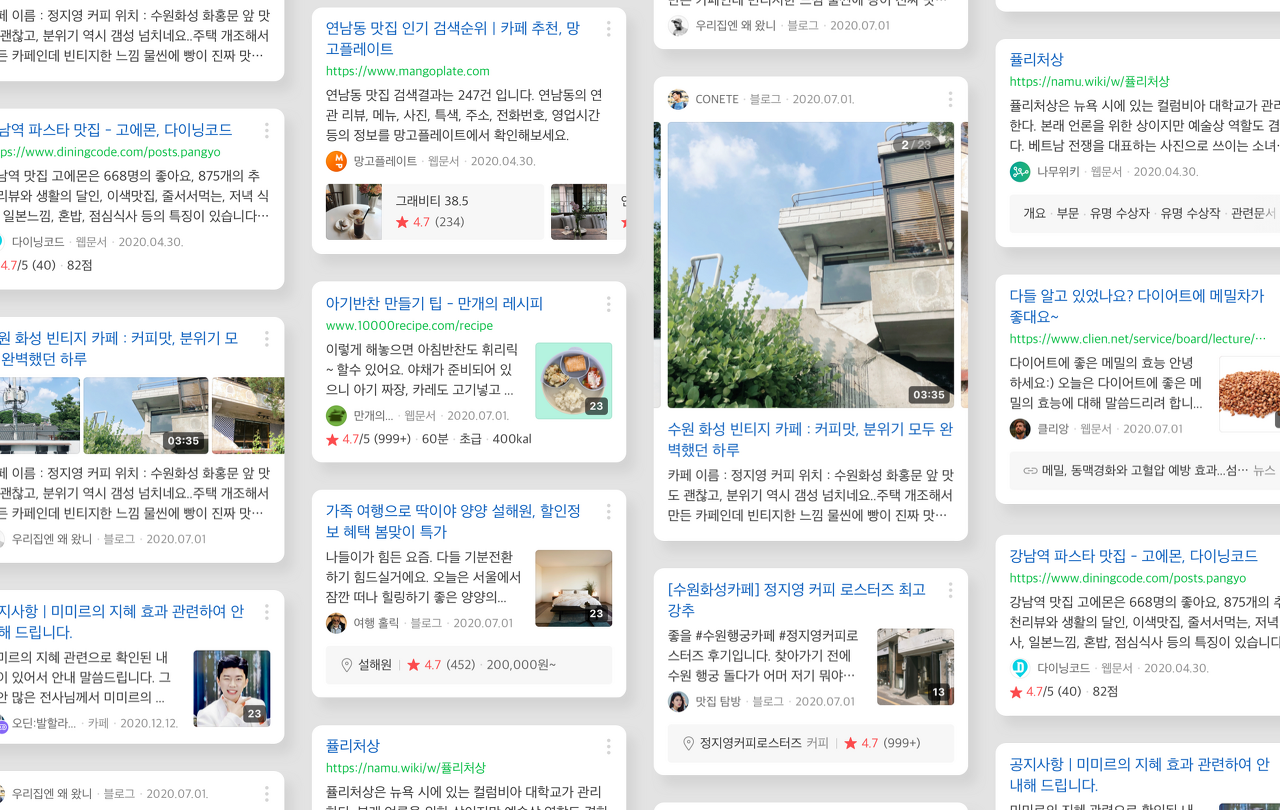 페 이름 : 정지영 커피 위치 : 수원화성 화홍문 앞 맛
괜찮고, 분위기 역시 갬성 넘치네요..주택 개조해서
든 카페인데 빈티지한 느낌 물씬에 빵이 진짜 맛…
남역 파스타 맛집 - 고에몬, 다이닝코드
ps://www.diningcode.com/posts.pangyo
남역 맛집 고에몬은 668명의 좋아요, 875개의 추
리뷰와 생활의 달인, 이색맛집, 줄서서먹는, 저녁 식
일본느낌, 혼밥, 점심식사 등의 특징이 있습니다…
다이닝코드 · 웹문서 · 2020.04.30.
4.7/5 (40) · 82점
원 화성 빈티지 카페 : 커피맛, 분위기 모
완벽했던 하루
03:35
페 이름 : 정지영 커피 위치 : 수원화성 화홍문 앞 맛
괜찮고, 분위기 역시 갬성 넘치네요..주택 개조해서
든 카페인데 빈티지한 느낌 물씬에 빵이 진짜 맛…
우리집엔 왜 왔니 · 블로그 · 2020.07.01
지사항 | 미미르의 지혜 효과 관련하여 안
해 드립니다.
미르의 지혜 관련으로 확인된 내
이 있어서 안내 말씀드립니다. 그
안 많은 전사님께서 미미르의 ...
23
오딘:발할라... · 카페 · 2020.12.12.
우리집엔 왜 왔니 · 블로그 · 2020.07.01.
연남동 맛집 인기 검색순위 | 카페 추천, 망
고플레이트
https://www.mangoplate.com
연남동 맛집 검색결과는 247건 입니다. 연남동의 연
관 리뷰, 메뉴, 사진, 특색, 주소, 전화번호, 영업시간
등의 정보를 망고플레이트에서 확인해보세요.
망고플레이트 · 웹문서 · 2020.04.30.
그래비티 38.5
4.7 (234)
아기반찬 만들기 팁 - 만개의 레시피
www.10000recipe.com/recipe
이렇게 해놓으면 아침반찬도 휘리릭
~ 할수 있어요. 야채가 준비되어 있
으니 아기 짜장, 카레도 고기넣고 ...
23
만개의... · 웹문서 · 2020.07.01.
4.7/5 (999+) · 60분 · 초급 · 400kal
가족 여행으로 딱이야 양양 설해원, 할인정
보 혜택 봄맞이 특가
나들이가 힘든 요즘. 다들 기분전환
하기 힘드실거에요. 오늘은 서울에서
잠깐 떠나 힐링하기 좋은 양양의...
23
여행 홀릭 · 블로그 · 2020.07.01
설해원 | 4.7 (452) · 200,000원~
퓰리처상
https://namu.wiki/w/퓰리처상
퓰리처상은 뉴욕 시에 있는 컬럼비아 대학교가 관리
우리집엔 왜 왔니 · 블로그 · 2020.07.01
CONETE · 블로그 · 2020.07.01.
2 / 23
03:35
수원 화성 빈티지 카페 : 커피맛, 분위기 모두 완
벽했던 하루
카페 이름 : 정지영 커피 위치 : 수원화성 화홍문 앞 맛
도 괜찮고, 분위기 역시 갬성 넘치네요..주택 개조해서
만든 카페인데 빈티지한 느낌 물씬에 빵이 진짜 맛…
[수원화성카페] 정지영 커피 로스터즈 최고
강추
좋을 #수원행궁카페 #정지영커피로
스터즈 후기입니다. 찾아가기 전에
수원 행궁 돌다가 어머 저기 뭐야…
13
맛집 탐방 · 블로그 · 2020.07.01
정지영커피로스터즈 커피 | 4.7 (999+)
퓰리처상
https://namu.wiki/w/퓰리처상
퓰리처상은 뉴욕 시에 있는 컬럼비아 대학교가 관리
한다. 본래 언론을 위한 상이지만 예술상 역할도 겸
다. 베트남 전쟁을 대표하는 사진으로 쓰이는 소녀…
나무위키 · 웹문서 · 2020.04.30.
개요 · 부문 · 유명 수상자 · 유명 수상작 · 관련문서
다들 알고 있었나요? 다이어트에 메밀차가
좋대요~
https://www.clien.net/service/board/lecture/…
다이어트에 좋은 메밀의 효능 안녕
하세요:) 오늘은 다이어트에 좋은 메
밀의 효능에 대해 말씀드리려 합니...
클리앙 · 웹문서 · 2020.07.01
메밀, 동맥경화와 고혈압 예방 효과...섬… 뉴스
강남역 파스타 맛집 - 고에몬, 다이닝코드
https://www.diningcode.com/posts.pangyo
강남역 맛집 고에몬은 668명의 좋아요, 875개의 추
천리뷰와 생활의 달인, 이색맛집, 줄서서먹는, 저녁
사, 일본느낌, 혼밥, 점심식사 등의 특징이 있습니다
다이닝코드 · 웹문서 · 2020.04.30.
4.7/5 (40) · 82점
공지사항 | 미미르의 지혜 효과 관련하여 안
내해 드립니다.